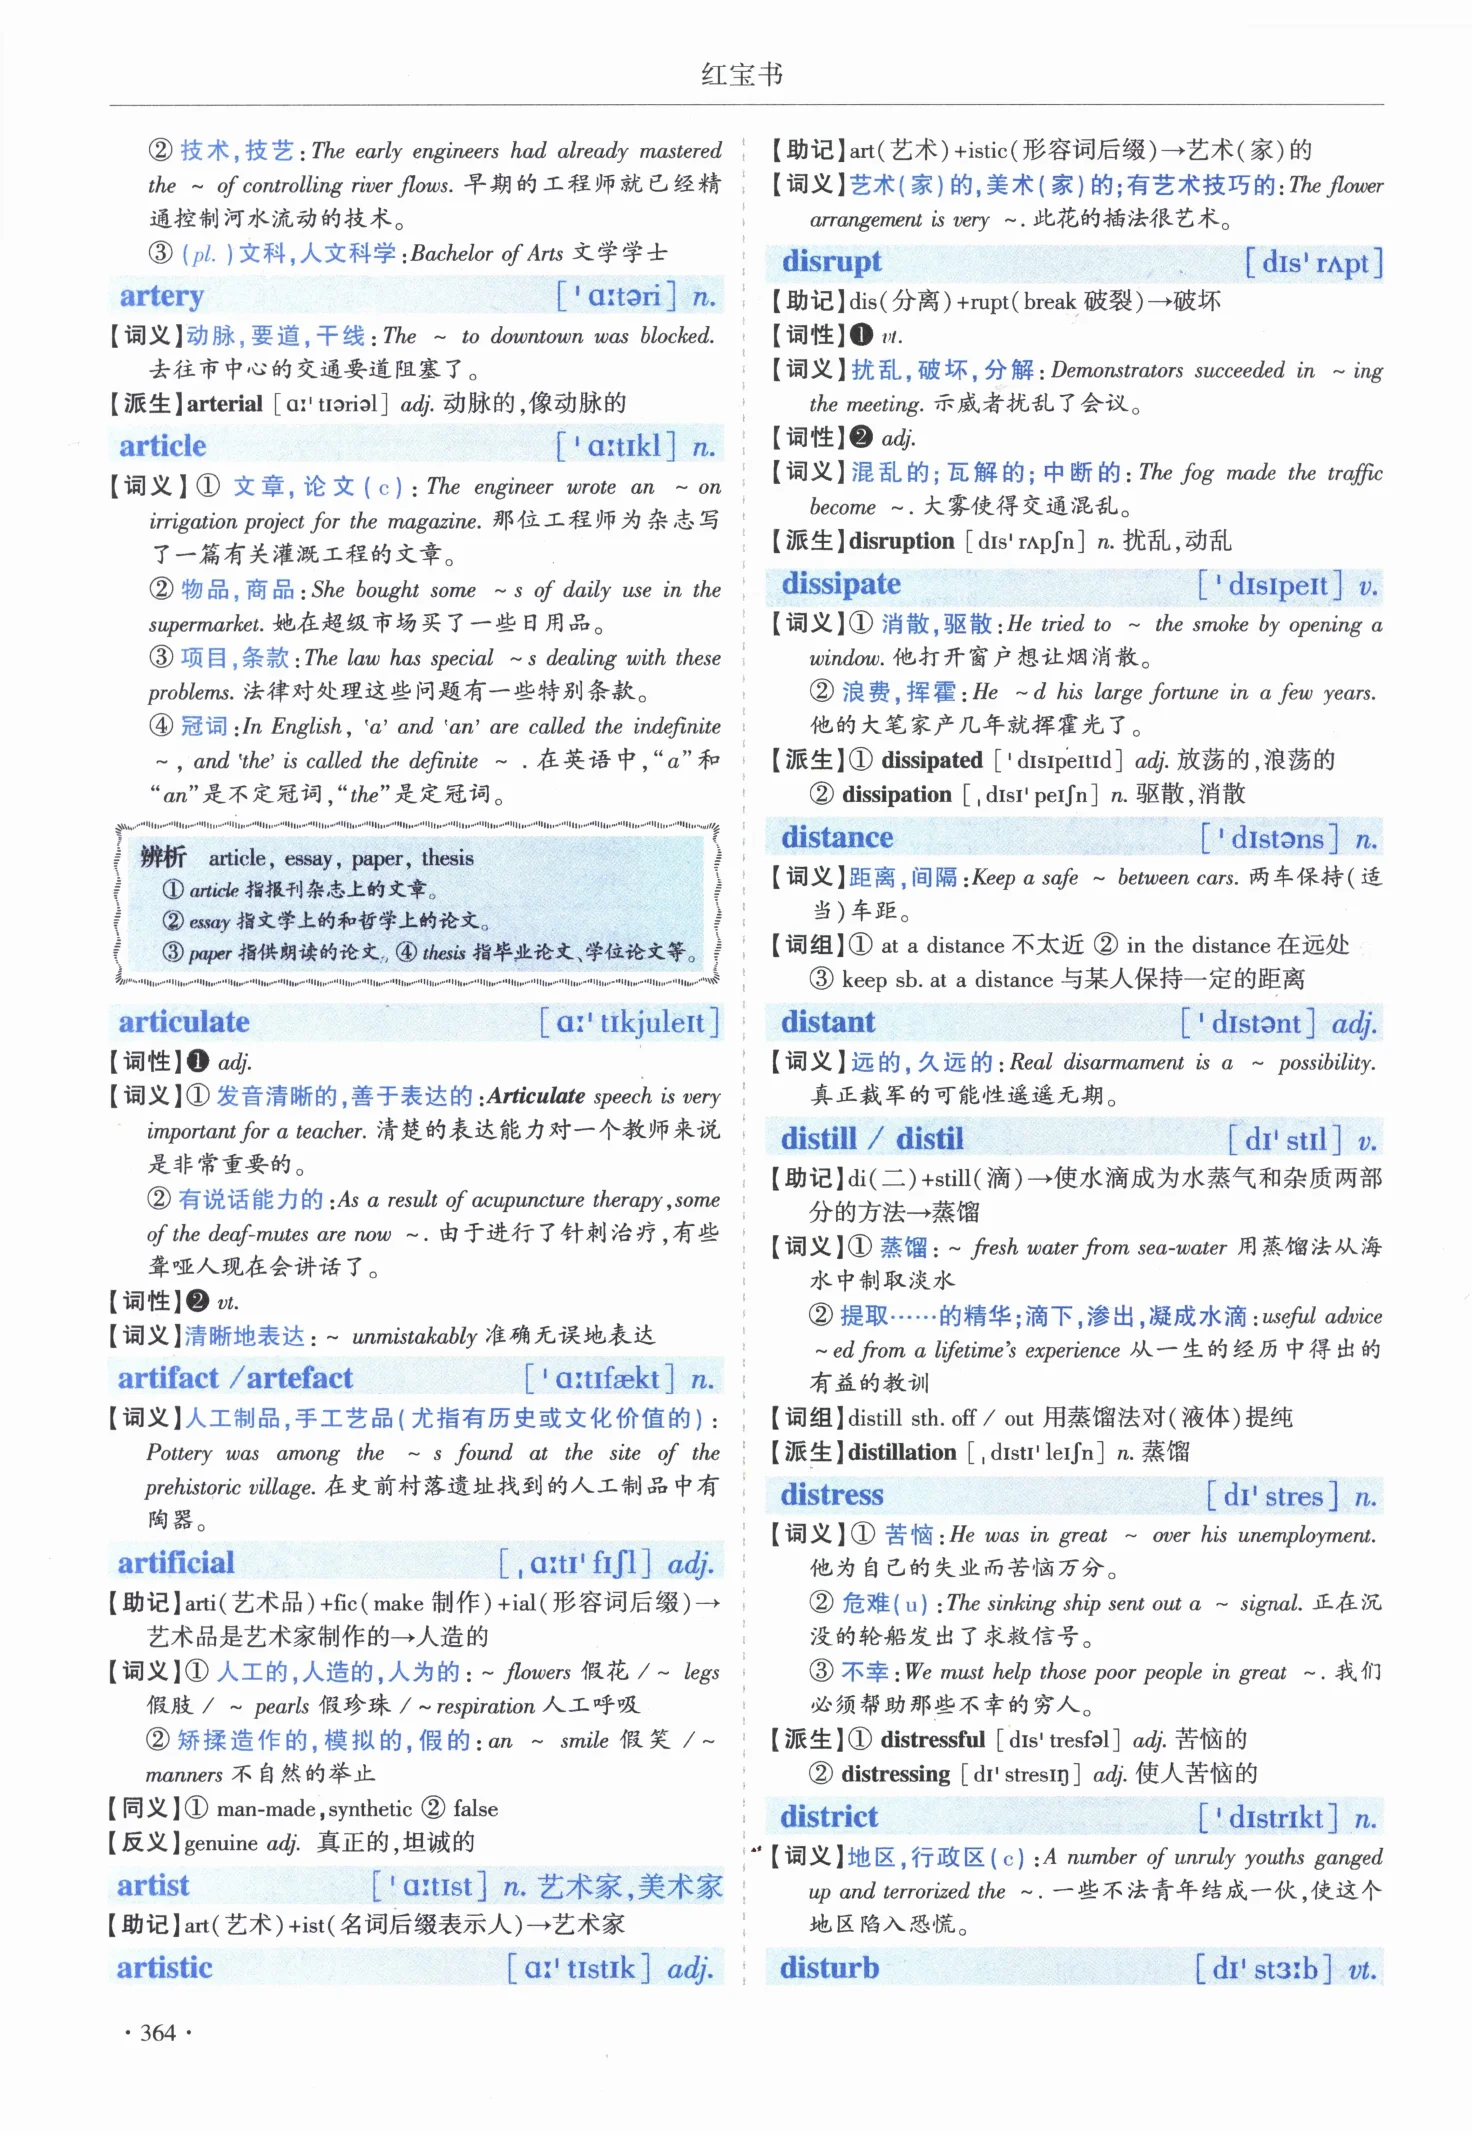 红宝书
② 技术,技艺:The early engineers had already mastered
the ~ of controlling river flows. 早期的工程师就已经精
通控制河水流动的技术。
③ (pl.)文科,人文科学:Bachelor of Arts 文学学士
artery [ˈɑːtəri] n.
【词义】动脉,要道,干线:The ~ to downtown was blocked.
去往市中心的交通要道阻塞了。
【派生】arterial [ɑːˈtɪəriəl] adj. 动脉的,像动脉的
article [ˈɑːtɪkl] n.
【词义】① 文章,论文(c):The engineer wrote an ~ on
irrigation project for the magazine. 那位工程师为杂志写
了一篇有关灌溉工程的文章。
② 物品,商品:She bought some ~s of daily use in the
supermarket. 她在超级市场买了一些日用品。
③ 项目,条款:The law has special ~s dealing with these
problems. 法律对处理这些问题有一些特别条款。
④ 冠词:In English, ‘a’ and ‘an’ are called the indefinite
~, and ‘the’ is called the definite ~. 在英语中,“a”和
“an”是不定冠词,“the”是定冠词。
辨析 article, essay, paper, thesis
① article 指报刊杂志上的文章。
② essay 指文学上的和哲学上的论文。
③ paper 指供朗读的论文。④ thesis 指毕业论文、学位论文等。
articulate [ɑːˈtɪkjuleɪt]
【词性】❶ adj.
【词义】① 发音清晰的,善于表达的:Articulate speech is very
important for a teacher. 清楚的表达能力对一个教师来说
是非常重要的。
② 有说话能力的:As a result of acupuncture therapy,some
of the deaf-mutes are now ~. 由于进行了针刺治疗,有些
聋哑人现在会讲话了。
【词性】❷ vt.
【词义】清晰地表达:~ unmistakably 准确无误地表达
artifact /artefact [ˈɑːtɪfækt] n.
【词义】人工制品,手工艺品(尤指有历史或文化价值的):
Pottery was among the ~s found at the site of the
prehistoric village. 在史前村落遗址找到的人工制品中有
陶器。
artificial [ˌɑːtɪˈfɪʃl] adj.
【助记】arti(艺术品)+fic(make 制作)+ial(形容词后缀)→
艺术品是艺术家制作的→人造的
【词义】① 人工的,人造的,人为的:~ flowers 假花 / ~ legs
假肢 / ~ pearls 假珍珠 / ~ respiration 人工呼吸
② 矫揉造作的,模拟的,假的:an ~ smile 假笑 / ~
manners 不自然的举止
【同义】① man-made,synthetic ② false
【反义】genuine adj. 真正的,坦诚的
artist [ˈɑːtɪst] n. 艺术家,美术家
【助记】art(艺术)+ist(名词后缀表示人)→艺术家
artistic [ɑːˈtɪstɪk] adj.
【助记】art(艺术)+istic(形容词后缀)→艺术(家)的
【词义】艺术(家)的,美术(家)的;有艺术技巧的:The flower
arrangement is very ~. 此花的插法很艺术。
disrupt [dɪsˈrʌpt]
【助记】dis(分离)+rupt(break 破裂)→破坏
【词性】❶ vt.
【词义】扰乱,破坏,分解:Demonstrators succeeded in ~ing
the meeting. 示威者扰乱了会议。
【词性】❷ adj.
【词义】混乱的;瓦解的;中断的:The fog made the traffic
become ~. 大雾使得交通混乱。
【派生】disruption [dɪsˈrʌpʃn] n. 扰乱,动乱
dissipate [ˈdɪsɪpeɪt] v.
【词义】① 消散,驱散:He tried to ~ the smoke by opening a
window. 他打开窗户想让烟消散。
② 浪费,挥霍:He ~d his large fortune in a few years.
他的大笔家产几年就挥霍光了。
【派生】① dissipated [ˈdɪsɪpeɪtɪd] adj. 放荡的,浪荡的
② dissipation [ˌdɪsɪˈpeɪʃn] n. 驱散,消散
distance [ˈdɪstəns] n.
【词义】距离,间隔:Keep a safe ~ between cars. 两车保持(适
当)车距。
【词组】① at a distance 不太近 ② in the distance 在远处
③ keep sb. at a distance 与某人保持一定的距离
distant [ˈdɪstənt] adj.
【词义】远的,久远的:Real disarmament is a ~ possibility.
真正裁军的可能性遥遥无期。
distill / distil [dɪˈstɪl] v.
【助记】di(二)+still(滴)→使水滴成为水蒸气和杂质两部
分的方法→蒸馏
【词义】① 蒸馏:~ fresh water from sea-water 用蒸馏法从海
水中制取淡水
② 提取……的精华;滴下,渗出,凝成水滴:useful advice
~ed from a lifetime’s experience 从一生的经历中得出的
有益的教训
【词组】distill sth. off / out 用蒸馏法对(液体)提纯
【派生】distillation [ˌdɪstɪˈleɪʃn] n. 蒸馏
distress [dɪˈstres] n.
【词义】① 苦恼:He was in great ~ over his unemployment.
他为自己的失业而苦恼万分。
② 危难(u):The sinking ship sent out a ~ signal. 正在沉
没的轮船发出了求救信号。
③ 不幸:We must help those poor people in great ~. 我们
必须帮助那些不幸的穷人。
【派生】① distressful [dɪsˈtresfəl] adj. 苦恼的
② distressing [dɪˈstresɪŋ] adj. 使人苦恼的
district [ˈdɪstrɪkt] n.
【词义】地区,行政区(c):A number of unruly youths ganged
up and terrorized the ~. 一些不法青年结成一伙,使这个
地区陷入恐慌。
disturb [dɪˈstɜːb] vt.
·364·